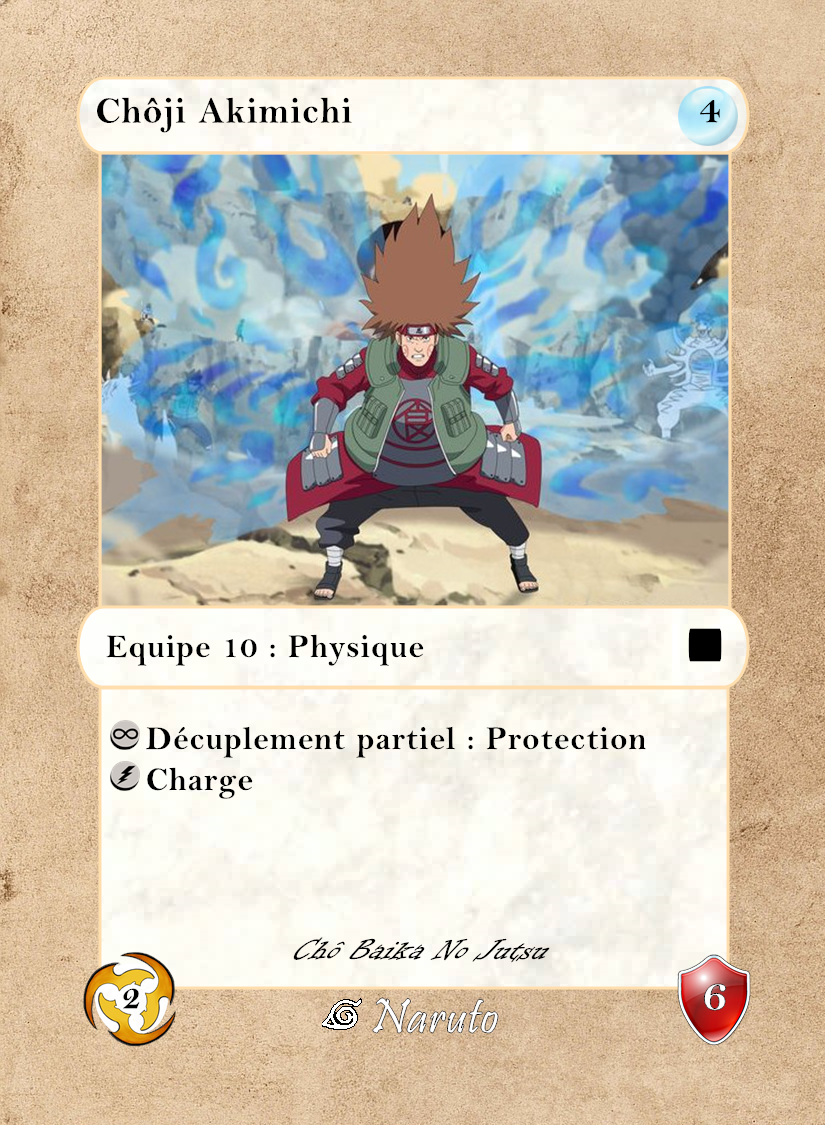 Chôji Akimichi
4
Equipe 10 : Physique
Décuplement partiel : Protection
Charge
Chô Baika No Jutsu
2
Naruto
6